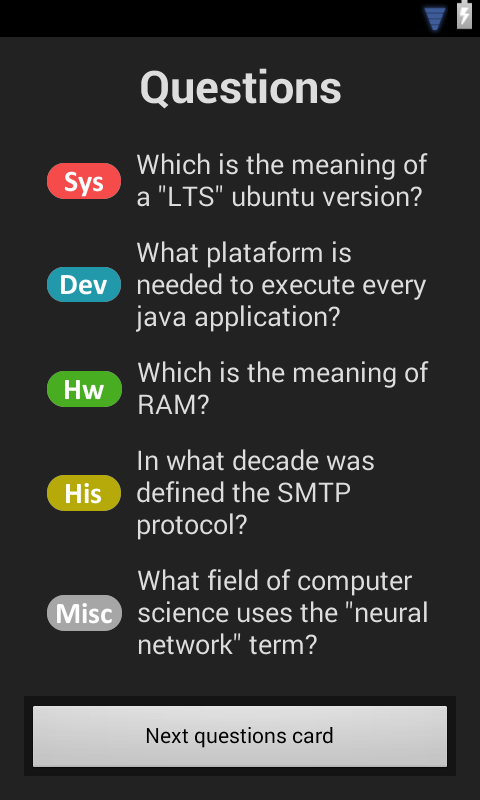 Questions
Sys
Which is the meaning of
a "LTS" ubuntu version?
Dev
What plataform is
needed to execute every
java application?
Hw
Which is the meaning of
RAM?
His
In what decade was
defined the SMTP
protocol?
Misc
What field of computer
science uses the "neural
network" term?
Next questions card